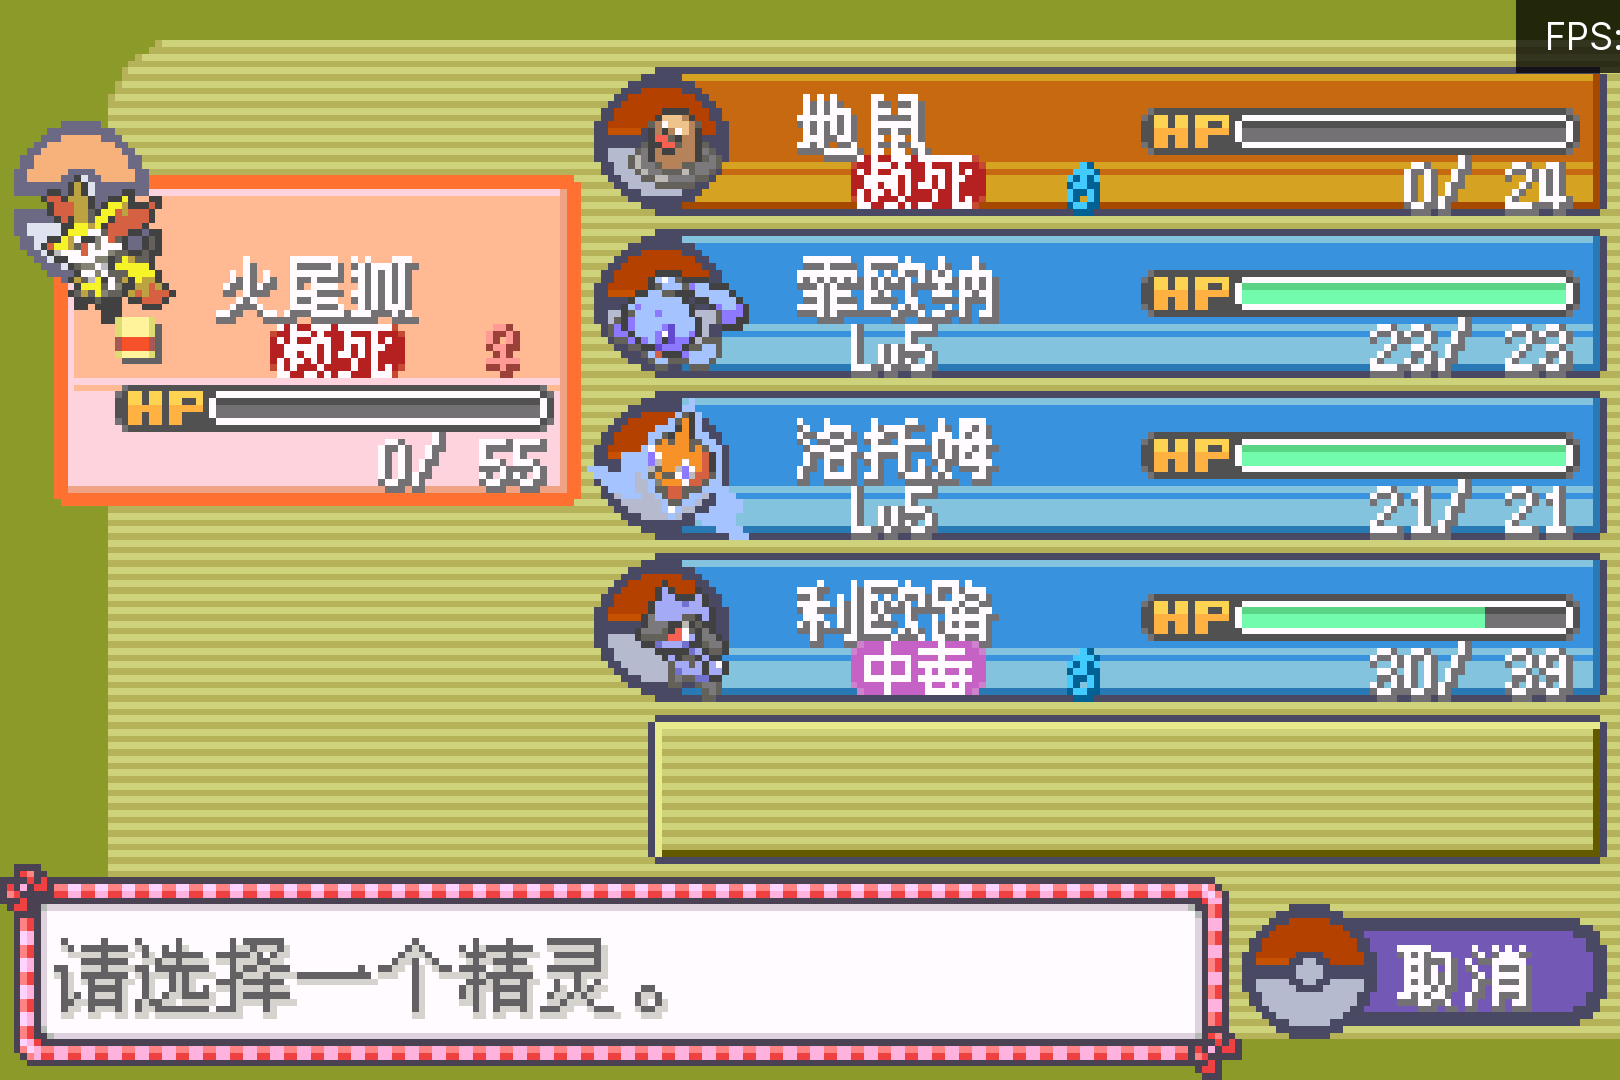 FPS:
地鼠
HP
濒死 ♂ 0/ 24
火尾狐
濒死 ♀
HP
0/ 55
霏欧纳
HP
Lv5 23/ 23
洛托姆
HP
Lv5 21/ 21
利欧路
HP
中毒 ♂ 30/ 39
请选择一个精灵。
取消